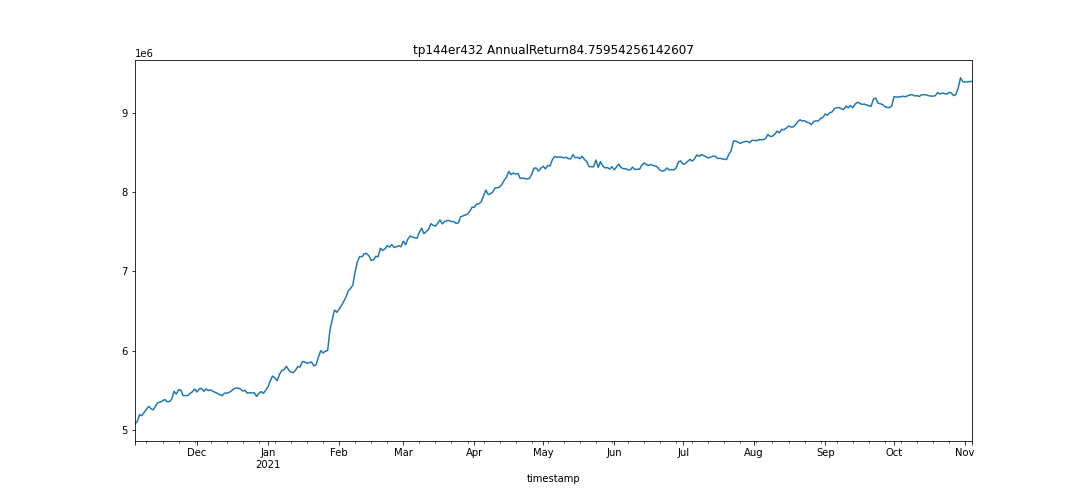 tp144er432 AnnualReturn84.75954256142607
1e6
9
8
7
6
5
Dec Jan Feb Mar Apr May Jun Jul Aug Sep Oct Nov
2021
timestamp